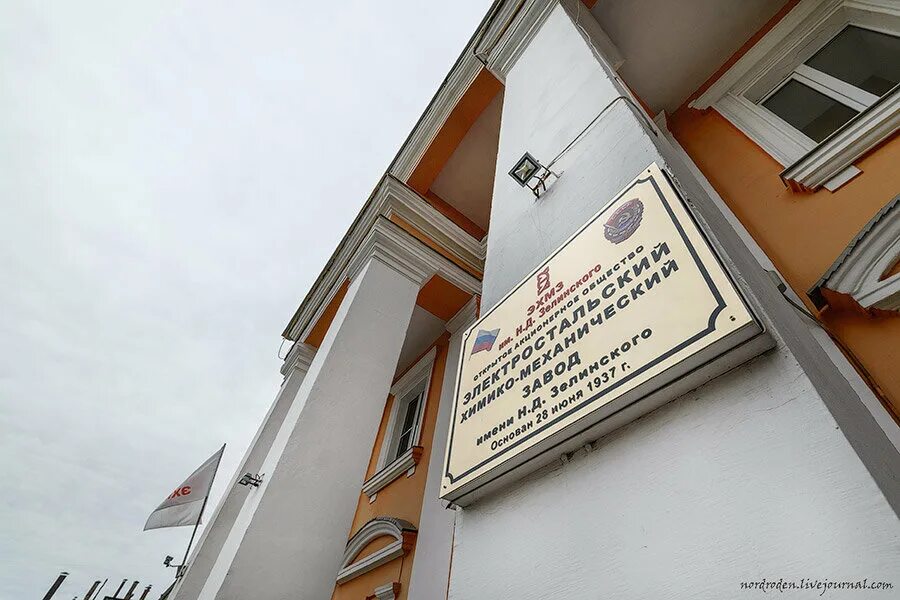 ЭХМЗ
им. Н.Д. Зелинского
ОТКРЫТОЕ АКЦИОНЕРНОЕ ОБЩЕСТВО
ЭЛЕКТРОСТАЛЬСКИЙ
ХИМИКО-МЕХАНИЧЕСКИЙ
ЗАВОД
имени Н.Д. Зелинского
Основан 28 июня 1937 г.
nordroden.livejournal.com